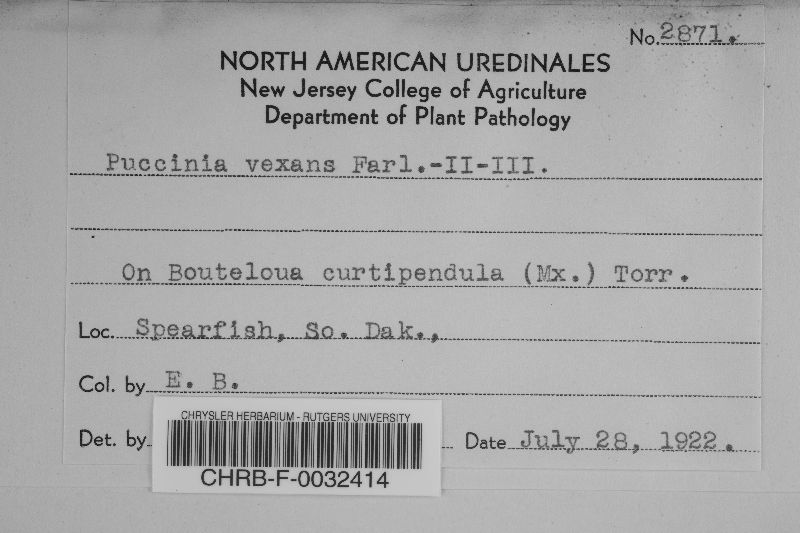 No. 2871.
NORTH AMERICAN UREDINALES
New Jersey College of Agriculture
Department of Plant Pathology
Puccinia vexans Farl.-II-III.
On Bouteloua curtipendula (Mx.) Torr.
Loc. Spearfish, So. Dak.,
Col. by E. B.
Det. by Date July 28, 1922.
CHRYSLER HERBARIUM - RUTGERS UNIVERSITY
CHRB-F-0032414